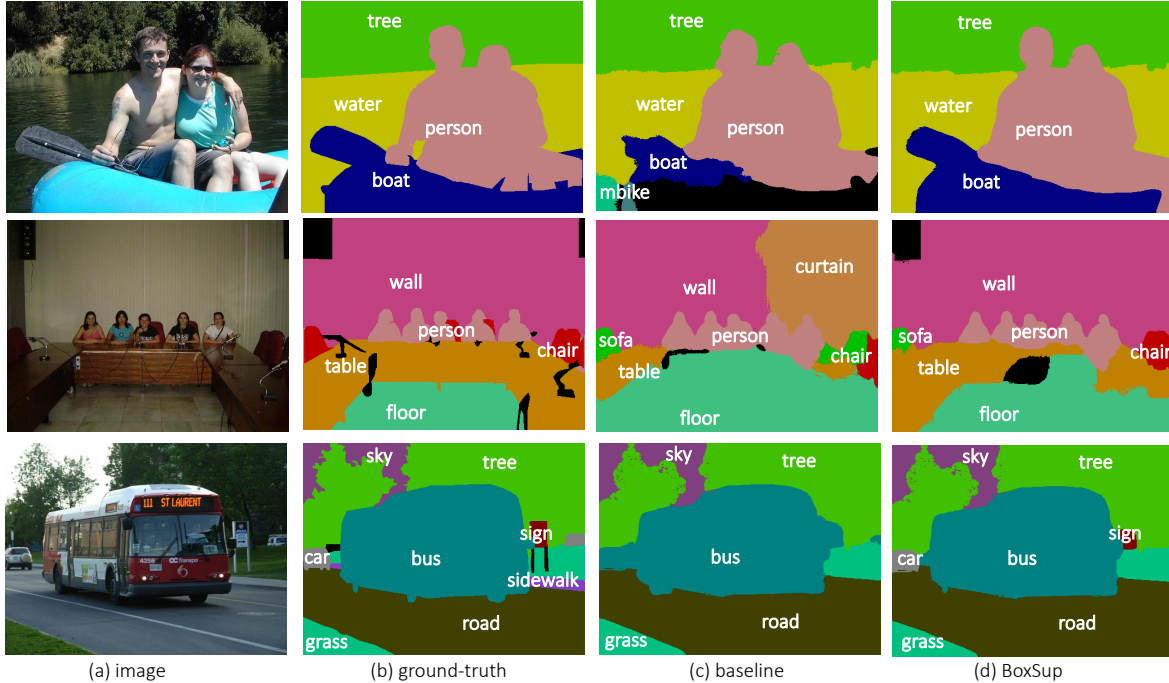 tree tree tree
water water water
person person person
boat boat boat
mbike
wall wall curtain wall
person person person
sofa sofa
chair chair chair
table table table
floor floor floor
sky tree sky tree sky tree
111 ST LAURENT
4258 OC Transpo
car bus sign bus car bus sign
sidewalk
road road road
grass grass
(a) image (b) ground-truth (c) baseline (d) BoxSup